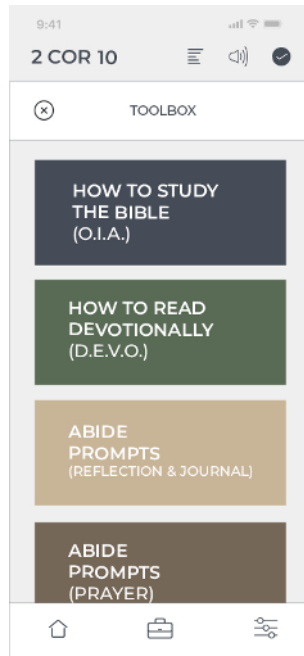 9:41
2 COR 10
TOOLBOX
HOW TO STUDY
THE BIBLE
(O.I.A.)
HOW TO READ
DEVOTIONALLY
(D.E.V.O.)
ABIDE
PROMPTS
(REFLECTION & JOURNAL)
ABIDE
PROMPTS
(PRAYER)